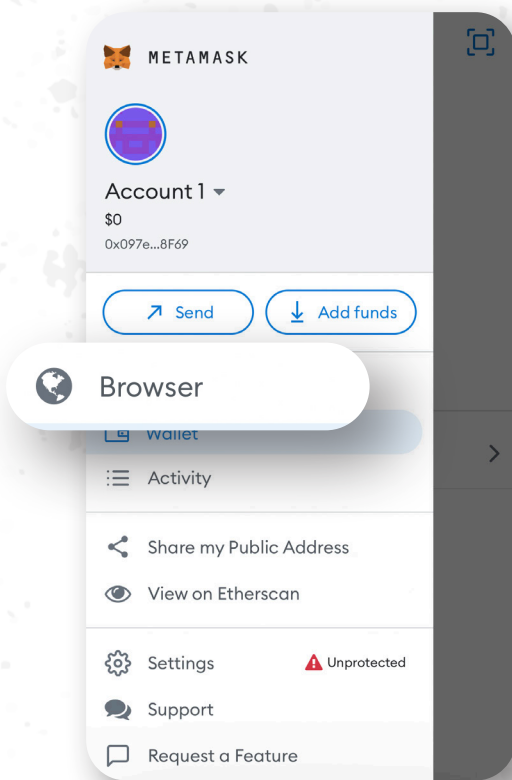 METAMASK
Account 1
$0
0x097e...8F69
Send
Add funds
Browser
Wallet
Activity
Share my Public Address
View on Etherscan
Settings
Unprotected
Support
Request a Feature